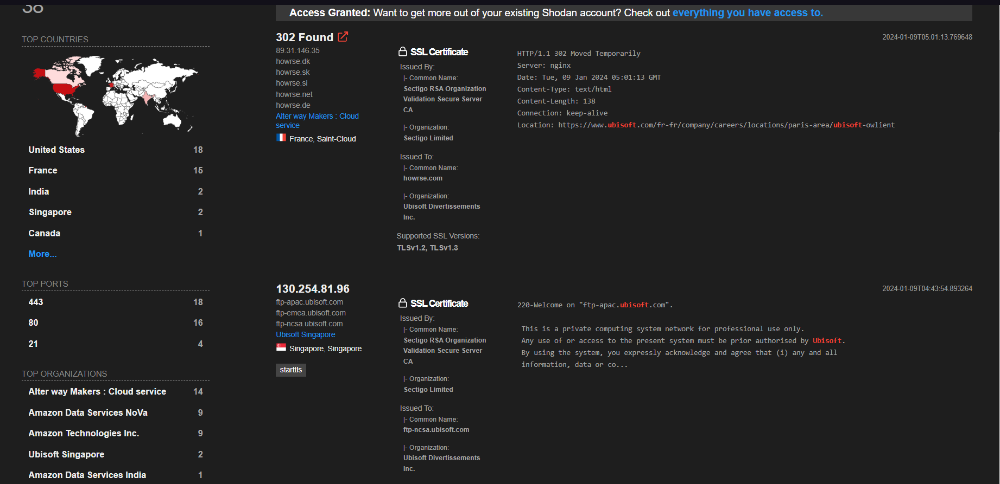 38
Access Granted: Want to get more out of your existing Shodan account? Check out everything you have access to.
TOP COUNTRIES
United States 18
France 15
India 2
Singapore 2
Canada 1
More...
TOP PORTS
443 18
80 16
21 4
TOP ORGANIZATIONS
Alter way Makers : Cloud service 14
Amazon Data Services NoVa 9
Amazon Technologies Inc. 9
Ubisoft Singapore 2
Amazon Data Services India 1
302 Found
2024-01-09T05:01:13.769648
89.31.146.35
howrse.dk
howrse.sk
howrse.si
howrse.net
howrse.de
Alter way Makers : Cloud
service
France, Saint-Cloud
SSL Certificate
Issued By:
|- Common Name:
Sectigo RSA Organization
Validation Secure Server
CA
|- Organization:
Sectigo Limited
Issued To:
|- Common Name:
howrse.com
|- Organization:
Ubisoft Divertissements
Inc.
Supported SSL Versions:
TLSv1.2, TLSv1.3
HTTP/1.1 302 Moved Temporarily
Server: nginx
Date: Tue, 09 Jan 2024 05:01:13 GMT
Content-Type: text/html
Content-Length: 138
Connection: keep-alive
Location: https://www.ubisoft.com/fr-fr/company/careers/locations/paris-area/ubisoft-owlient
130.254.81.96
2024-01-09T04:43:54.893264
ftp-apac.ubisoft.com
ftp-emea.ubisoft.com
ftp-ncsa.ubisoft.com
Ubisoft Singapore
Singapore, Singapore
starttls
SSL Certificate
Issued By:
|- Common Name:
Sectigo RSA Organization
Validation Secure Server
CA
|- Organization:
Sectigo Limited
Issued To:
|- Common Name:
ftp-ncsa.ubisoft.com
|- Organization:
Ubisoft Divertissements
Inc.
220-Welcome on "ftp-apac.ubisoft.com".
This is a private computing system network for professional use only.
Any use of or access to the present system must be prior authorised by Ubisoft.
By using the system, you expressly acknowledge and agree that (i) any and all
information, data or co...